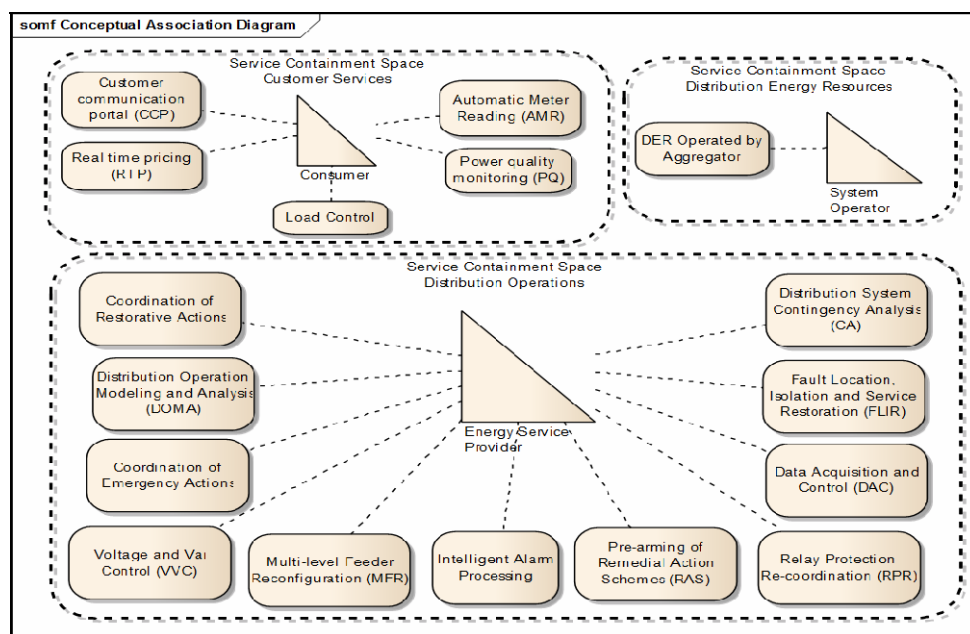 somf Conceptual Association Diagram
Service Containment Space
Customer Services
Customer
communication
portal (CCP)
Automatic Meter
Reading (AMR)
Real time pricing
(RTP)
Consumer
Power quality
monitoring (PQ)
Load Control
Service Containment Space
Distribution Energy Resources
DER Operated by
Aggregator
System
Operator
Service Containment Space
Distribution Operations
Coordination of
Restorative Actions
Distribution System
Contingency Analysis
(CA)
Distribution Operation
Modeling and Analysis
(DOMA)
Fault Location,
Isolation and Service
Restoration (FLIR)
Energy Service
Provider
Coordination of
Emergency Actions
Data Acquisition and
Control (DAC)
Voltage and Var
Control (VVC)
Multi-level Feeder
Reconfiguration (MFR)
Intelligent Alarm
Processing
Pre-arming of
Remedial Action
Schemes (RAS)
Relay Protection
Re-coordination (RPR)